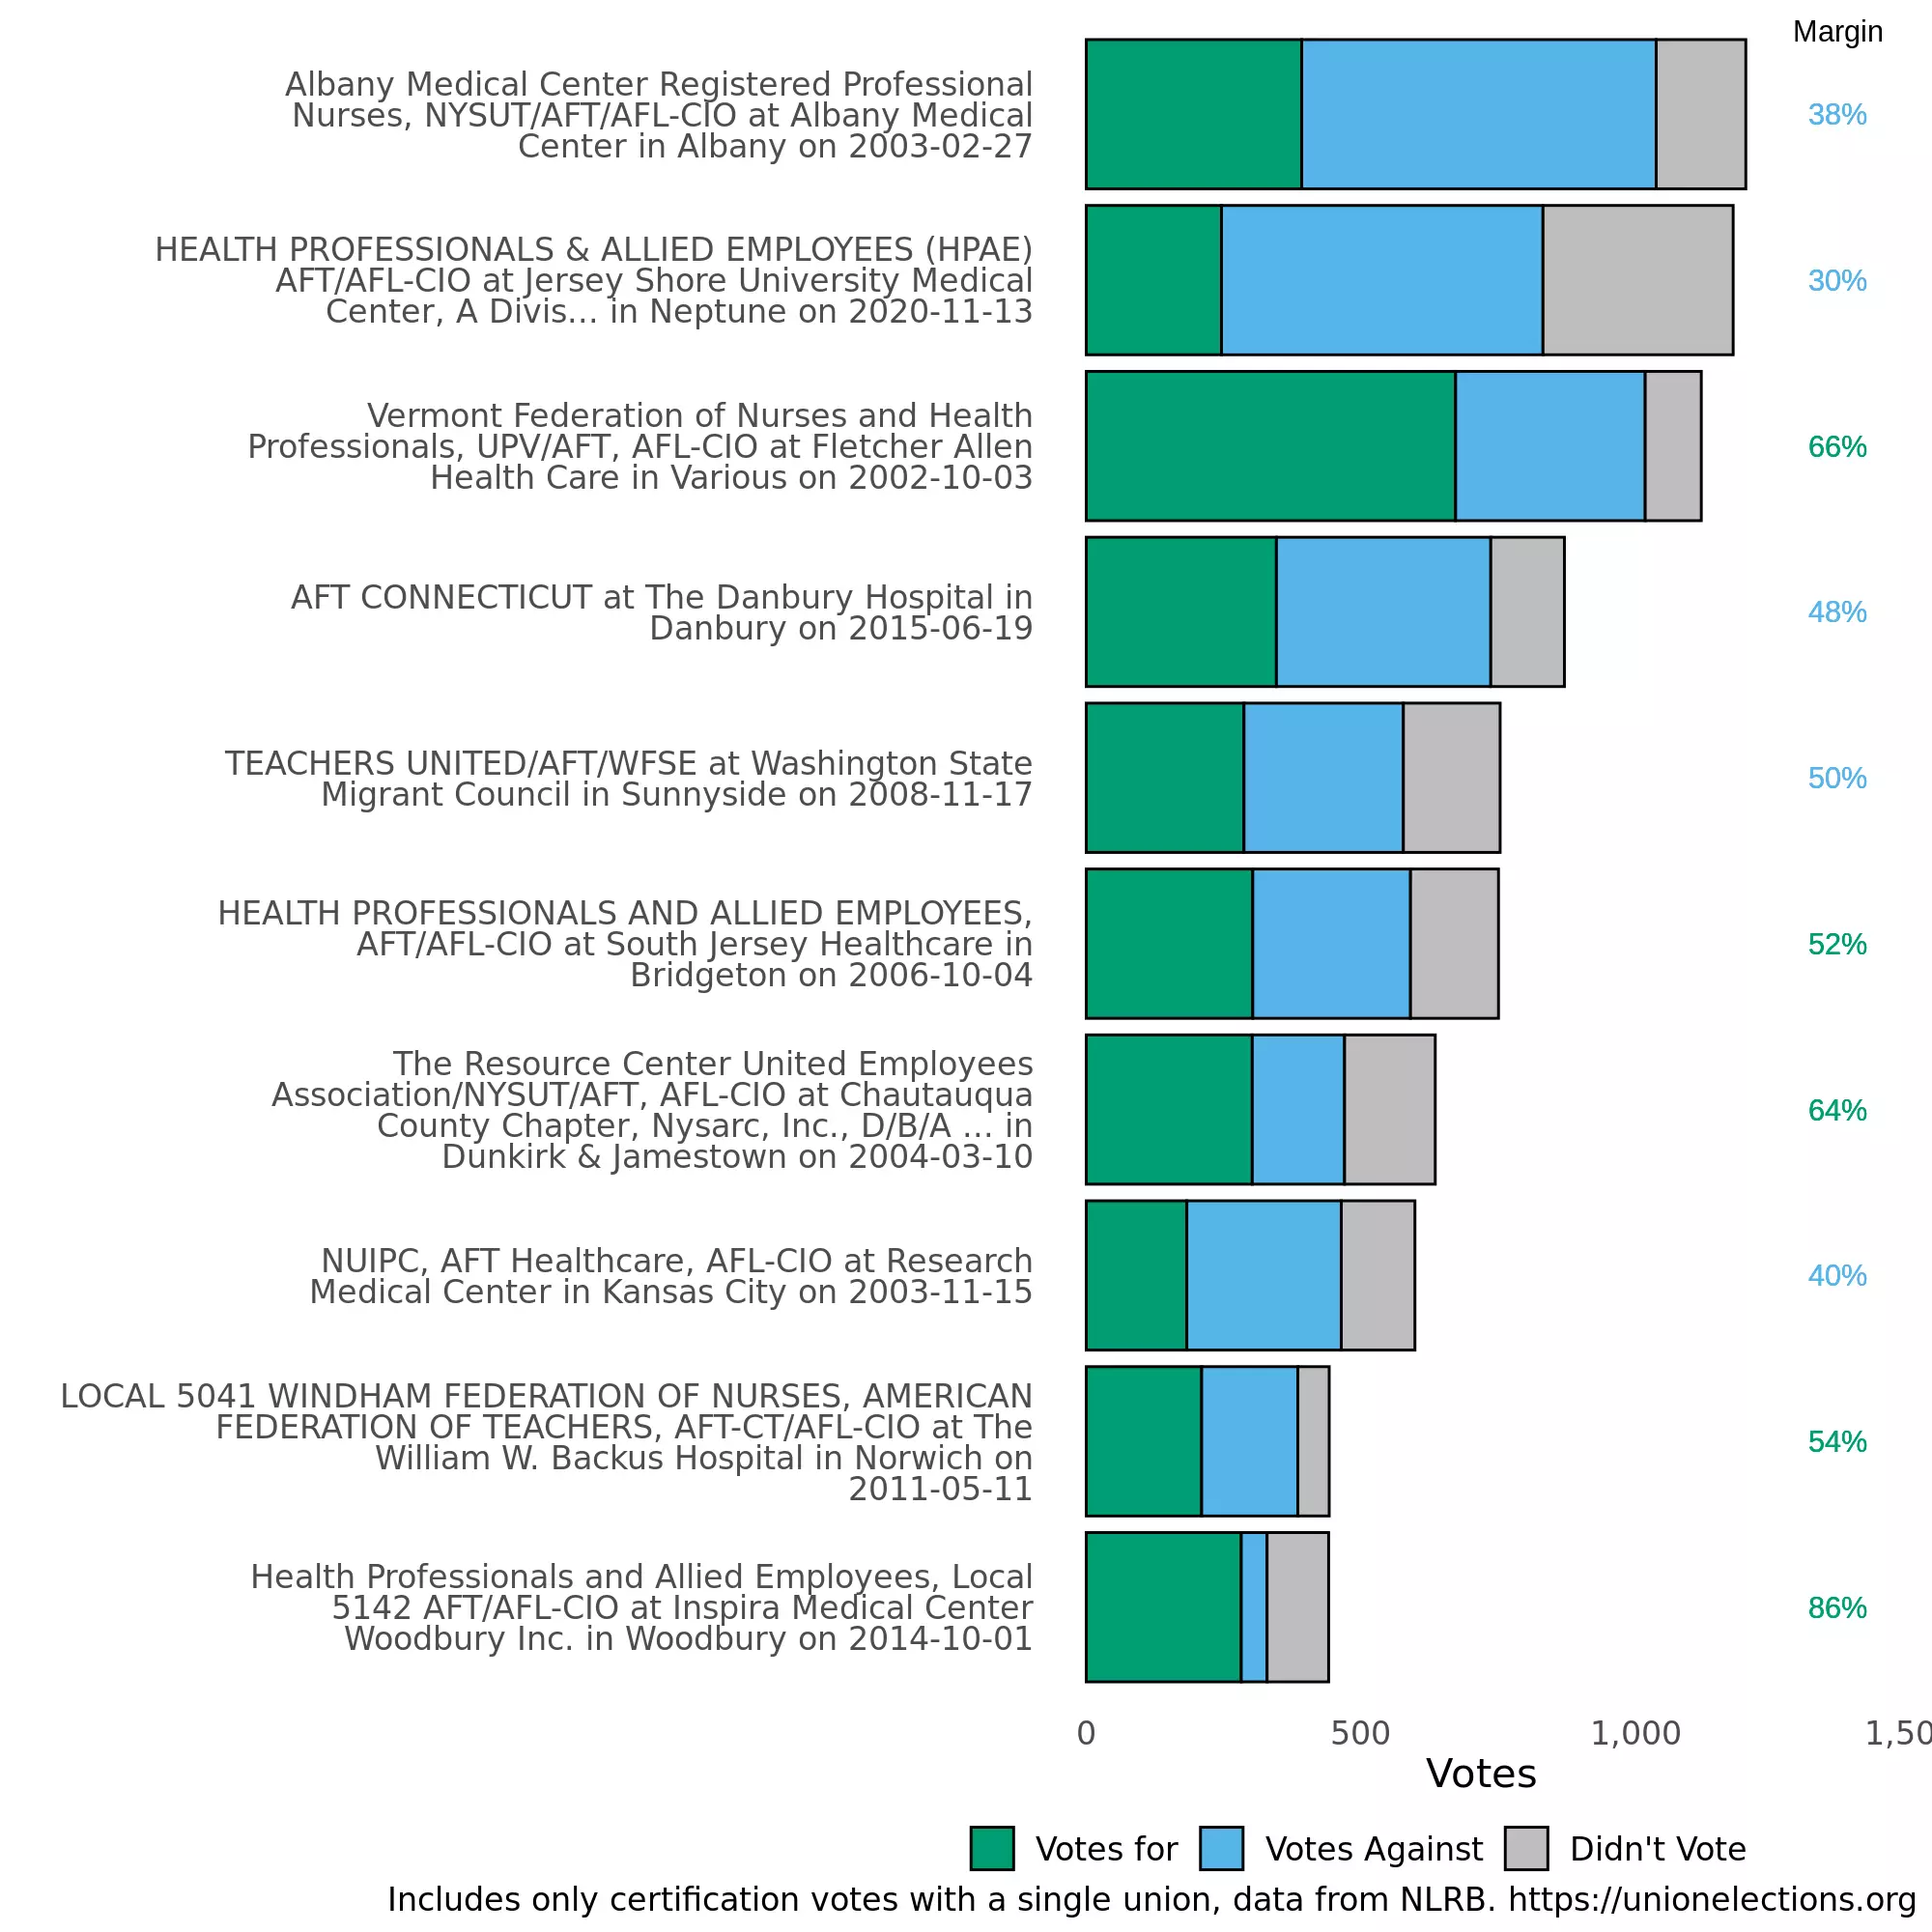 Margin
Albany Medical Center Registered Professional
Nurses, NYSUT/AFT/AFL-CIO at Albany Medical
Center in Albany on 2003-02-27
38%
HEALTH PROFESSIONALS & ALLIED EMPLOYEES (HPAE)
AFT/AFL-CIO at Jersey Shore University Medical
Center, A Divis... in Neptune on 2020-11-13
30%
Vermont Federation of Nurses and Health
Professionals, UPV/AFT, AFL-CIO at Fletcher Allen
Health Care in Various on 2002-10-03
66%
AFT CONNECTICUT at The Danbury Hospital in
Danbury on 2015-06-19
48%
TEACHERS UNITED/AFT/WFSE at Washington State
Migrant Council in Sunnyside on 2008-11-17
50%
HEALTH PROFESSIONALS AND ALLIED EMPLOYEES,
AFT/AFL-CIO at South Jersey Healthcare in
Bridgeton on 2006-10-04
52%
The Resource Center United Employees
Association/NYSUT/AFT, AFL-CIO at Chautauqua
County Chapter, Nysarc, Inc., D/B/A ... in
Dunkirk & Jamestown on 2004-03-10
64%
NUIPC, AFT Healthcare, AFL-CIO at Research
Medical Center in Kansas City on 2003-11-15
40%
LOCAL 5041 WINDHAM FEDERATION OF NURSES, AMERICAN
FEDERATION OF TEACHERS, AFT-CT/AFL-CIO at The
William W. Backus Hospital in Norwich on
2011-05-11
54%
Health Professionals and Allied Employees, Local
5142 AFT/AFL-CIO at Inspira Medical Center
Woodbury Inc. in Woodbury on 2014-10-01
86%
0 500 1,000 1,50
Votes
Votes for Votes Against Didn't Vote
Includes only certification votes with a single union, data from NLRB. https://unionelections.org